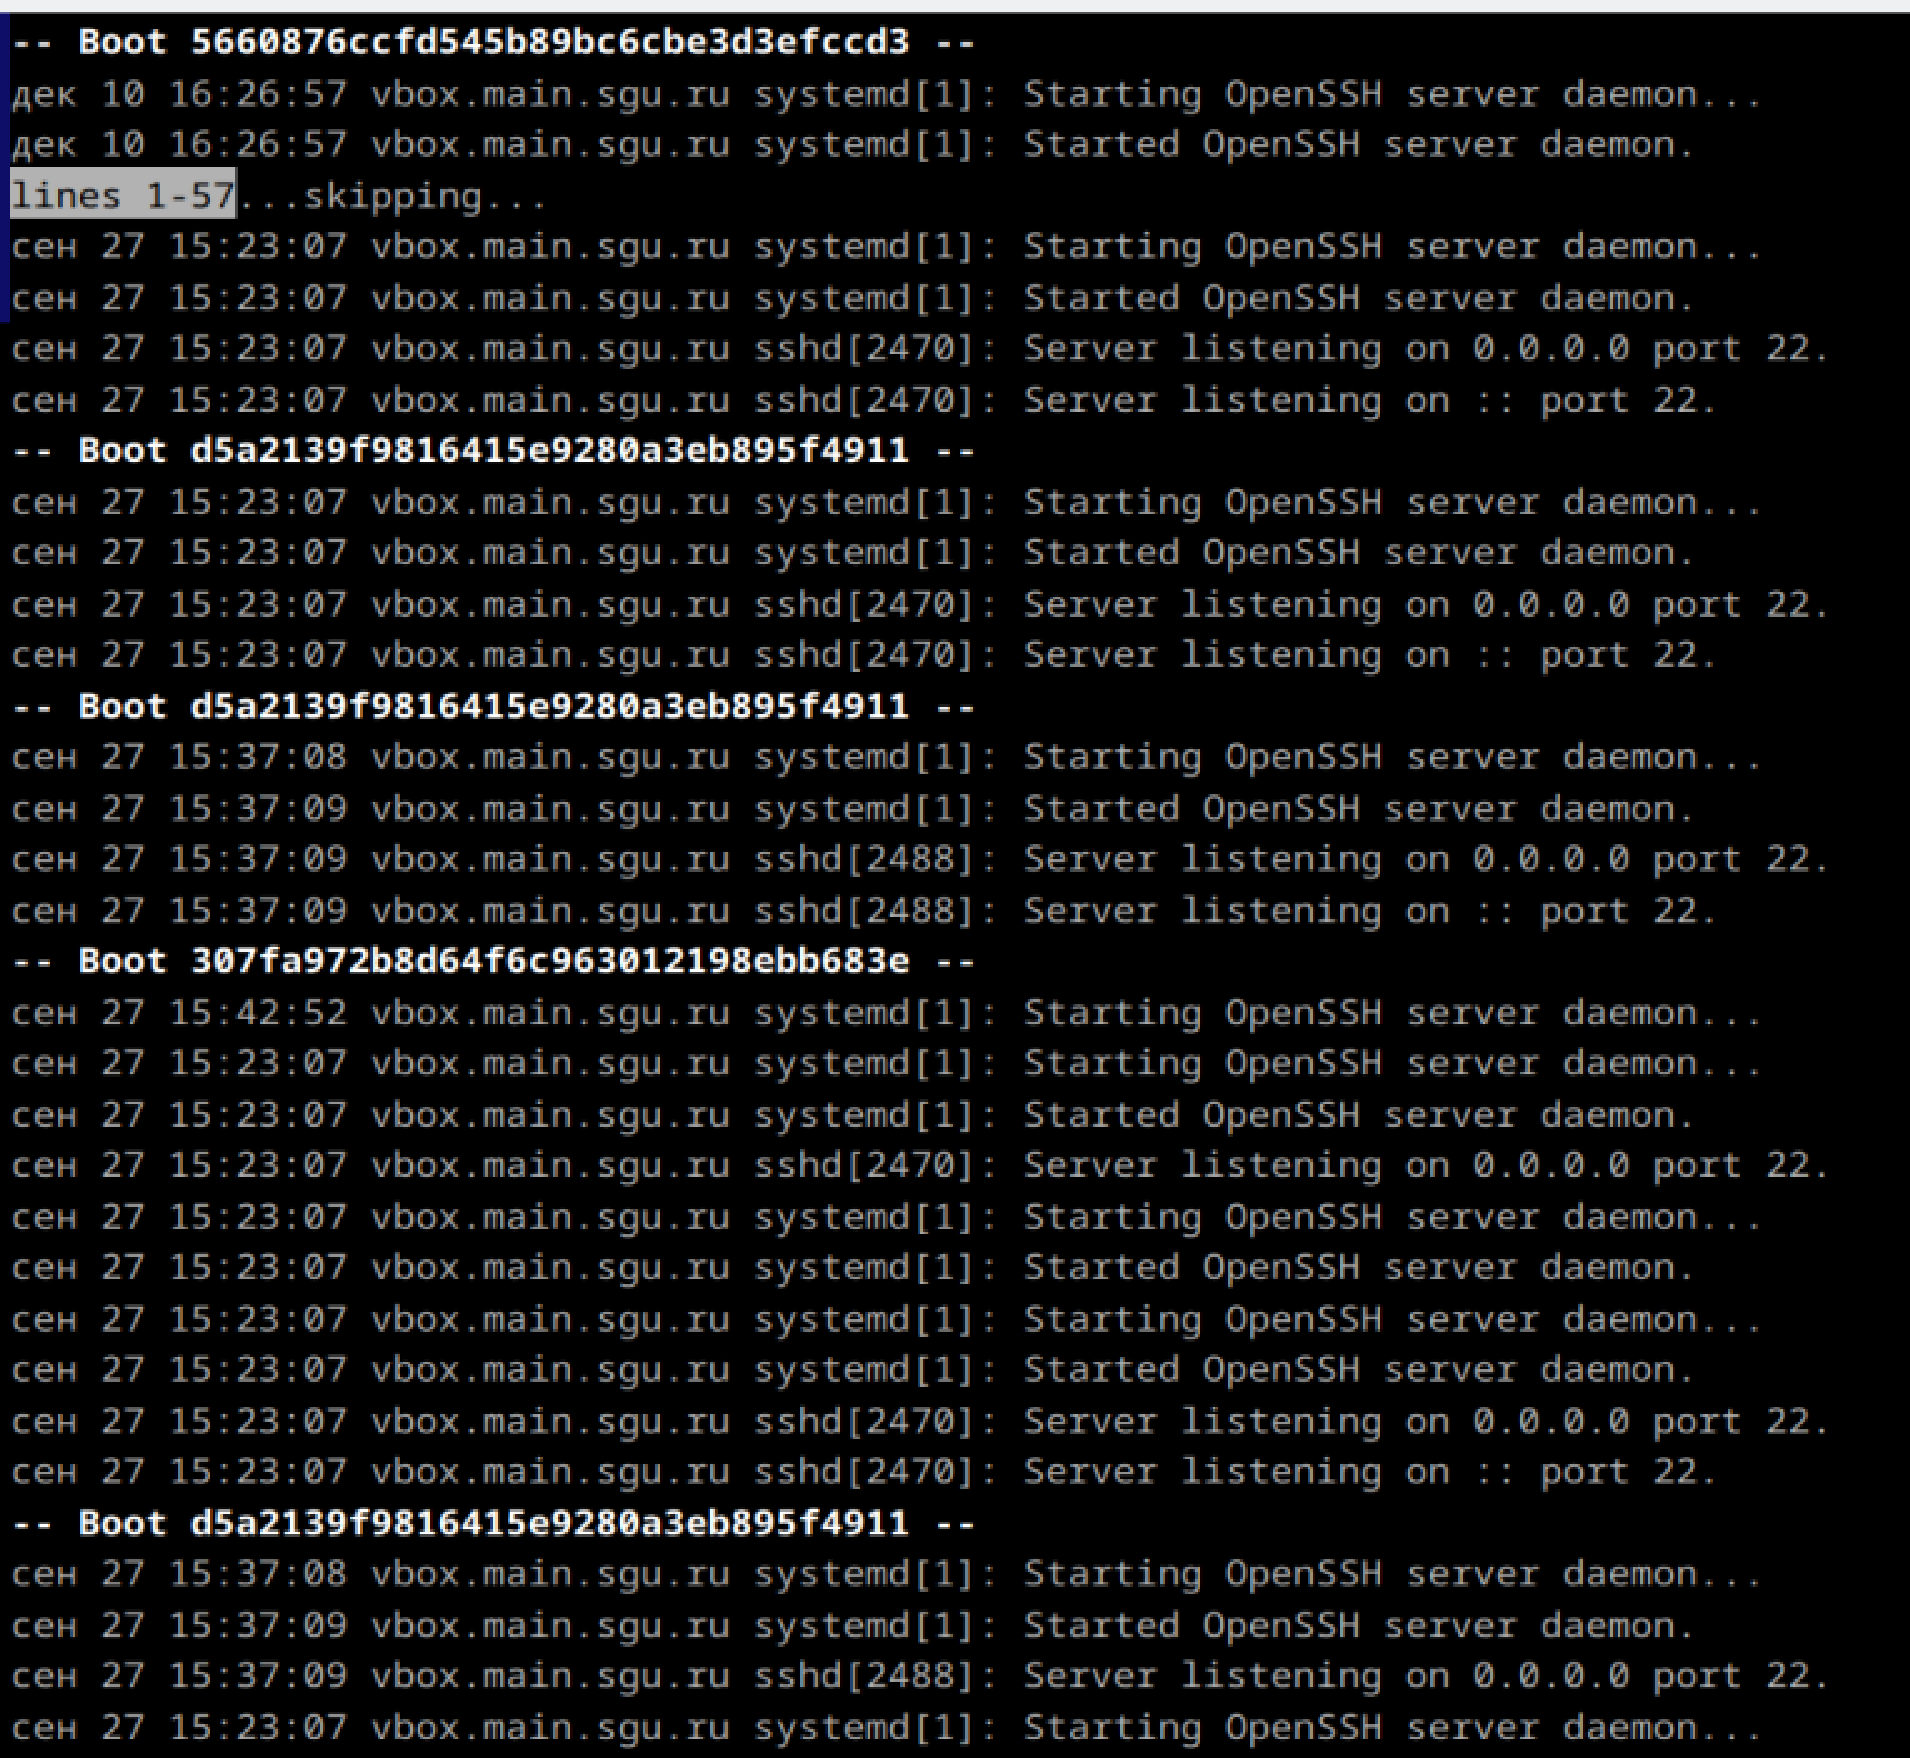 -- Boot 5660876ccfd545b89bc6cbe3d3efccd3 --
дек 10 16:26:57 vbox.main.sgu.ru systemd[1]: Starting OpenSSH server daemon...
дек 10 16:26:57 vbox.main.sgu.ru systemd[1]: Started OpenSSH server daemon.
lines 1-57...skipping...
сен 27 15:23:07 vbox.main.sgu.ru systemd[1]: Starting OpenSSH server daemon...
сен 27 15:23:07 vbox.main.sgu.ru systemd[1]: Started OpenSSH server daemon.
сен 27 15:23:07 vbox.main.sgu.ru sshd[2470]: Server listening on 0.0.0.0 port 22.
сен 27 15:23:07 vbox.main.sgu.ru sshd[2470]: Server listening on :: port 22.
-- Boot d5a2139f9816415e9280a3eb895f4911 --
сен 27 15:23:07 vbox.main.sgu.ru systemd[1]: Starting OpenSSH server daemon...
сен 27 15:23:07 vbox.main.sgu.ru systemd[1]: Started OpenSSH server daemon.
сен 27 15:23:07 vbox.main.sgu.ru sshd[2470]: Server listening on 0.0.0.0 port 22.
сен 27 15:23:07 vbox.main.sgu.ru sshd[2470]: Server listening on :: port 22.
-- Boot d5a2139f9816415e9280a3eb895f4911 --
сен 27 15:37:08 vbox.main.sgu.ru systemd[1]: Starting OpenSSH server daemon...
сен 27 15:37:09 vbox.main.sgu.ru systemd[1]: Started OpenSSH server daemon.
сен 27 15:37:09 vbox.main.sgu.ru sshd[2488]: Server listening on 0.0.0.0 port 22.
сен 27 15:37:09 vbox.main.sgu.ru sshd[2488]: Server listening on :: port 22.
-- Boot 307fa972b8d64f6c963012198ebb683e --
сен 27 15:42:52 vbox.main.sgu.ru systemd[1]: Starting OpenSSH server daemon...
сен 27 15:23:07 vbox.main.sgu.ru systemd[1]: Starting OpenSSH server daemon...
сен 27 15:23:07 vbox.main.sgu.ru systemd[1]: Started OpenSSH server daemon.
сен 27 15:23:07 vbox.main.sgu.ru sshd[2470]: Server listening on 0.0.0.0 port 22.
сен 27 15:23:07 vbox.main.sgu.ru systemd[1]: Starting OpenSSH server daemon...
сен 27 15:23:07 vbox.main.sgu.ru systemd[1]: Started OpenSSH server daemon.
сен 27 15:23:07 vbox.main.sgu.ru systemd[1]: Starting OpenSSH server daemon...
сен 27 15:23:07 vbox.main.sgu.ru systemd[1]: Started OpenSSH server daemon.
сен 27 15:23:07 vbox.main.sgu.ru sshd[2470]: Server listening on 0.0.0.0 port 22.
сен 27 15:23:07 vbox.main.sgu.ru sshd[2470]: Server listening on :: port 22.
-- Boot d5a2139f9816415e9280a3eb895f4911 --
сен 27 15:37:08 vbox.main.sgu.ru systemd[1]: Starting OpenSSH server daemon...
сен 27 15:37:09 vbox.main.sgu.ru systemd[1]: Started OpenSSH server daemon.
сен 27 15:37:09 vbox.main.sgu.ru sshd[2488]: Server listening on 0.0.0.0 port 22.
сен 27 15:23:07 vbox.main.sgu.ru systemd[1]: Starting OpenSSH server daemon...